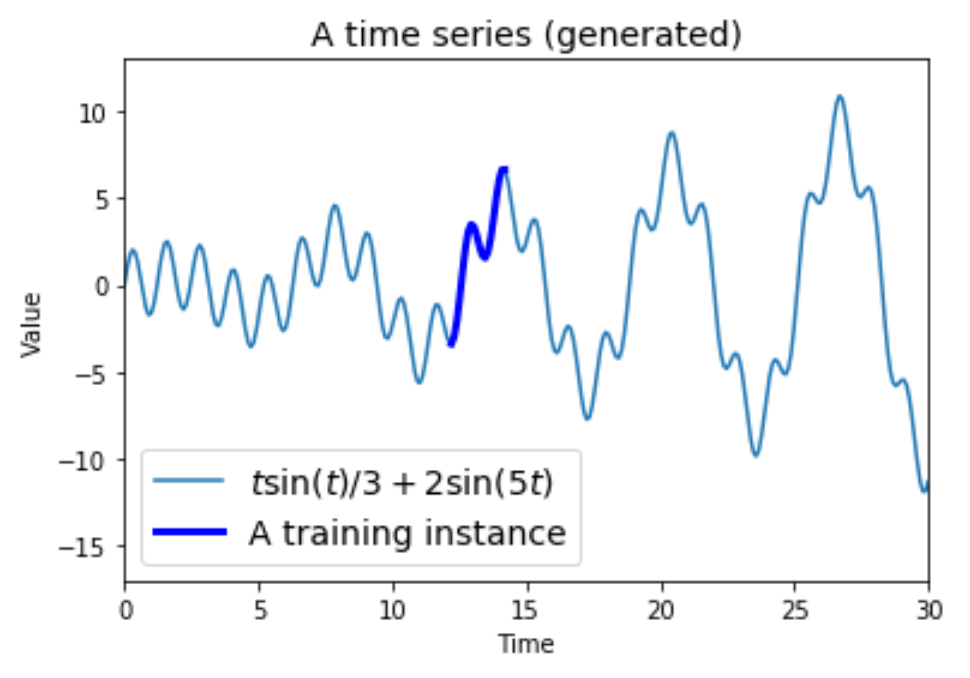 A time series (generated)
10
5
0
−5
−10
−15
Value
t sin(t)/3 + 2sin(5t)
A training instance
0 5 10 15 20 25 30
Time